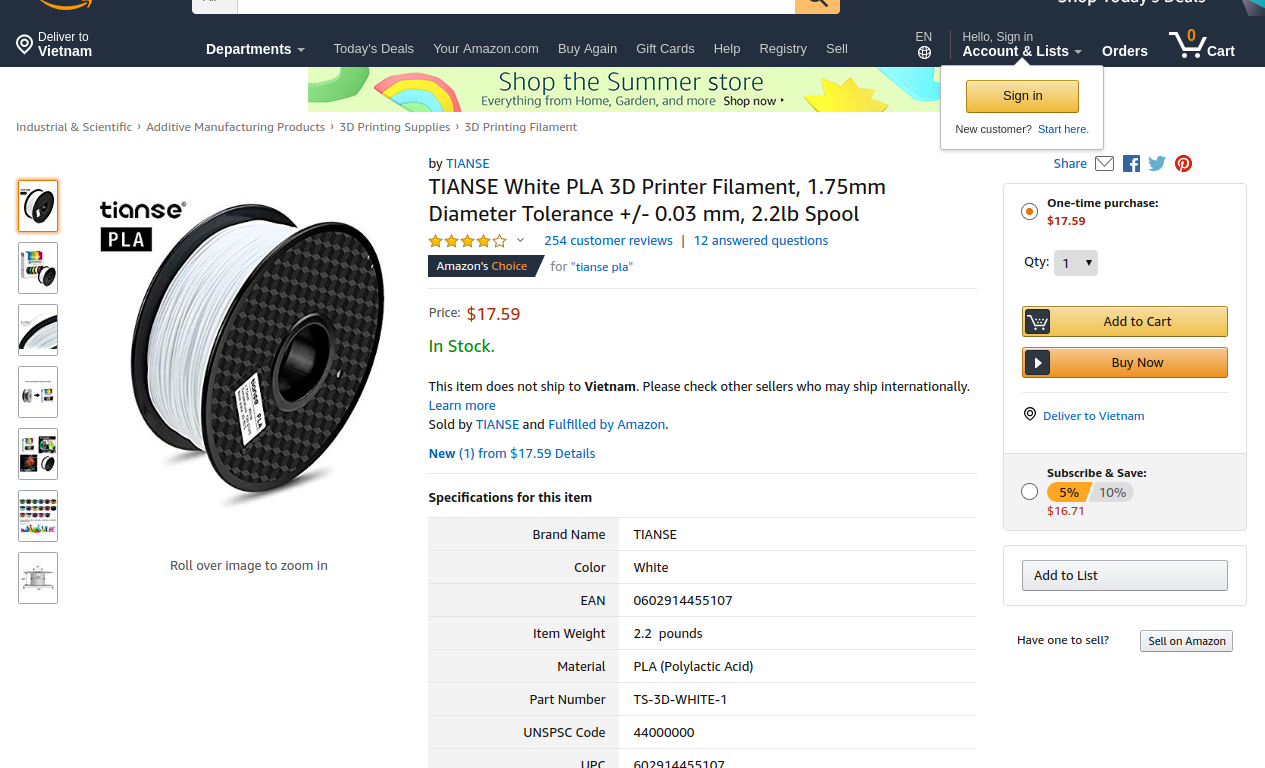 Shop Today's Deals
Deliver to
Vietnam
Departments
Today's Deals
Your Amazon.com
Buy Again
Gift Cards
Help
Registry
Sell
EN
Hello, Sign in
Account & Lists
Orders
0
Cart
Shop the Summer store
Everything from Home, Garden, and more Shop now
Sign in
New customer? Start here.
Industrial & Scientific › Additive Manufacturing Products › 3D Printing Supplies › 3D Printing Filament
tianse®
PLA
Roll over image to zoom in
by TIANSE
TIANSE White PLA 3D Printer Filament, 1.75mm
Diameter Tolerance +/- 0.03 mm, 2.2lb Spool
254 customer reviews | 12 answered questions
Amazon's Choice for "tianse pla"
Price: $17.59
In Stock.
This item does not ship to Vietnam. Please check other sellers who may ship internationally.
Learn more
Sold by TIANSE and Fulfilled by Amazon.
New (1) from $17.59 Details
Specifications for this item
Brand Name TIANSE
Color White
EAN 0602914455107
Item Weight 2.2 pounds
Material PLA (Polylactic Acid)
Part Number TS-3D-WHITE-1
UNSPSC Code 44000000
UPC 602914455107
Share
One-time purchase:
$17.59
Qty: 1
Add to Cart
Buy Now
Deliver to Vietnam
Subscribe & Save:
5% 10%
$16.71
Add to List
Have one to sell? Sell on Amazon